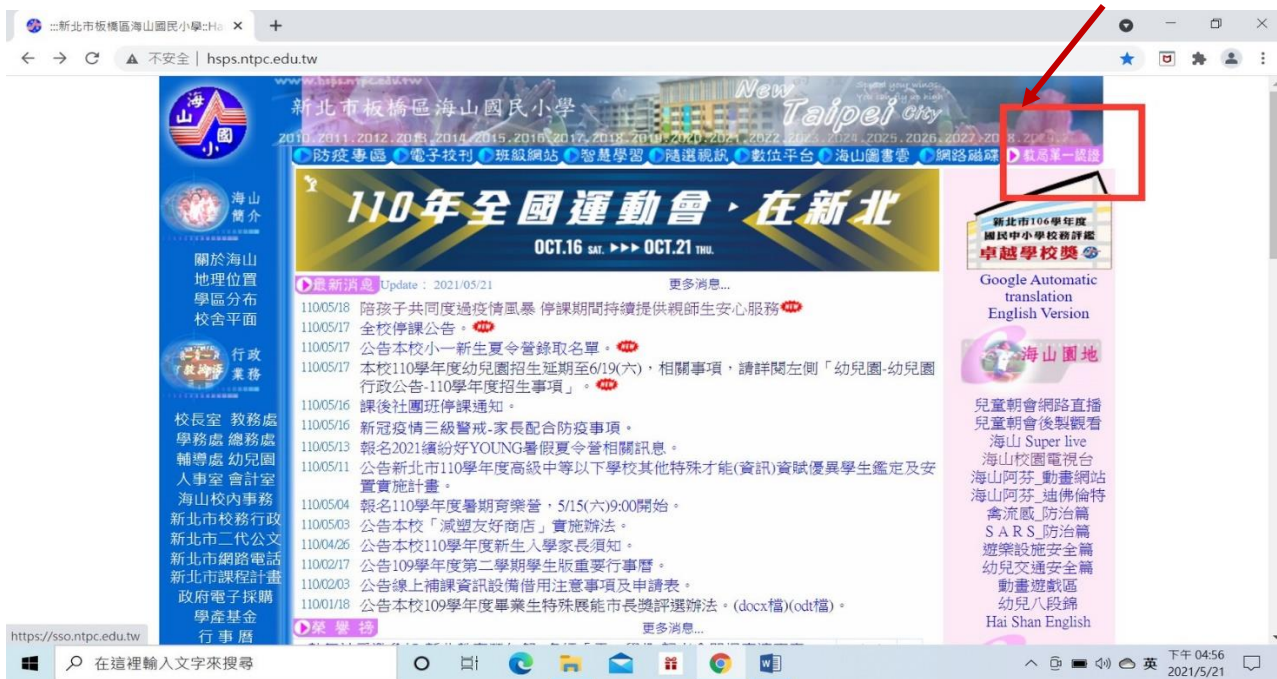 :::新北市板橋區海山國民小學::Ha
不安全 | hsps.ntpc.edu.tw
www.hsps.ntpc.edu.tw
新北市板橋區海山國民小學
New Taipei City
海山國小
2010.2011.2012.2013.2014.2015.2016.2017.2018.2019.2020.2021.2022.2023.2024.2025.2026.2027
防疫專區 電子校刊 班級網站 智慧學習 隨選視訊 數位平台 海山圖書雲 網路磁碟 教局單一認證
海山
簡介
關於海山
地理位置
學區分布
校舍平面
行政
業務
校長室 教務處
學務處 總務處
輔導處 幼兒園
人事室 會計室
海山校內事務
新北市校務行政
新北市二代公文
新北市網路電話
新北市課程計畫
政府電子採購
學產基金
行事曆
110年全國運動會・在新北
OCT.16 SAT. ►►► OCT.21 THU.
最新消息 Update : 2021/05/21 更多消息...
110/05/18 陪孩子共同度過疫情風暴 停課期間持續提供親師生安心服務 NEW
110/05/17 全校停課公告。 NEW
110/05/17 公告本校小一新生夏令營錄取名單。 NEW
110/05/17 本校110學年度幼兒園招生延期至6/19(六)，相關事項，請詳閱左側「幼兒園-幼兒園
行政公告-110學年度招生事項」。 NEW
110/05/16 課後社團班停課通知。
110/05/16 新冠疫情三級警戒-家長配合防疫事項。
110/05/13 報名2021繽紛好YOUNG暑假夏令營相關訊息。
110/05/11 公告新北市110學年度高級中等以下學校其他特殊才能(資訊)資賦優異學生鑑定及安
置實施計畫。
110/05/04 報名110學年度暑期育樂營，5/15(六)9:00開始。
110/05/03 公告本校「減塑友好商店」實施辦法。
110/04/26 公告本校110學年度新生入學家長須知。
110/02/17 公告109學年度第二學期學生版重要行事曆。
110/02/03 公告線上補課資訊設備借用注意事項及申請表。
110/01/18 公告本校109學年度畢業生特殊展能市長獎評選辦法。(docx檔)(odt檔)。
榮譽榜 更多消息...
新北市106學年度
國民中小學校務評鑑
卓越學校獎
Google Automatic
translation
English Version
海山園地
兒童朝會網路直播
兒童朝會後製觀看
海山 Super live
海山校園電視台
海山阿芬_動畫網站
海山阿芬_迪佛倫特
禽流感_防治篇
S A R S_防治篇
遊樂設施安全篇
幼兒交通安全篇
動畫遊戲區
幼兒八段錦
Hai Shan English
https://sso.ntpc.edu.tw
在這裡輸入文字來搜尋
英
下午 04:56
2021/5/21